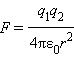 F = q₁q₂ / 4πε₀r²